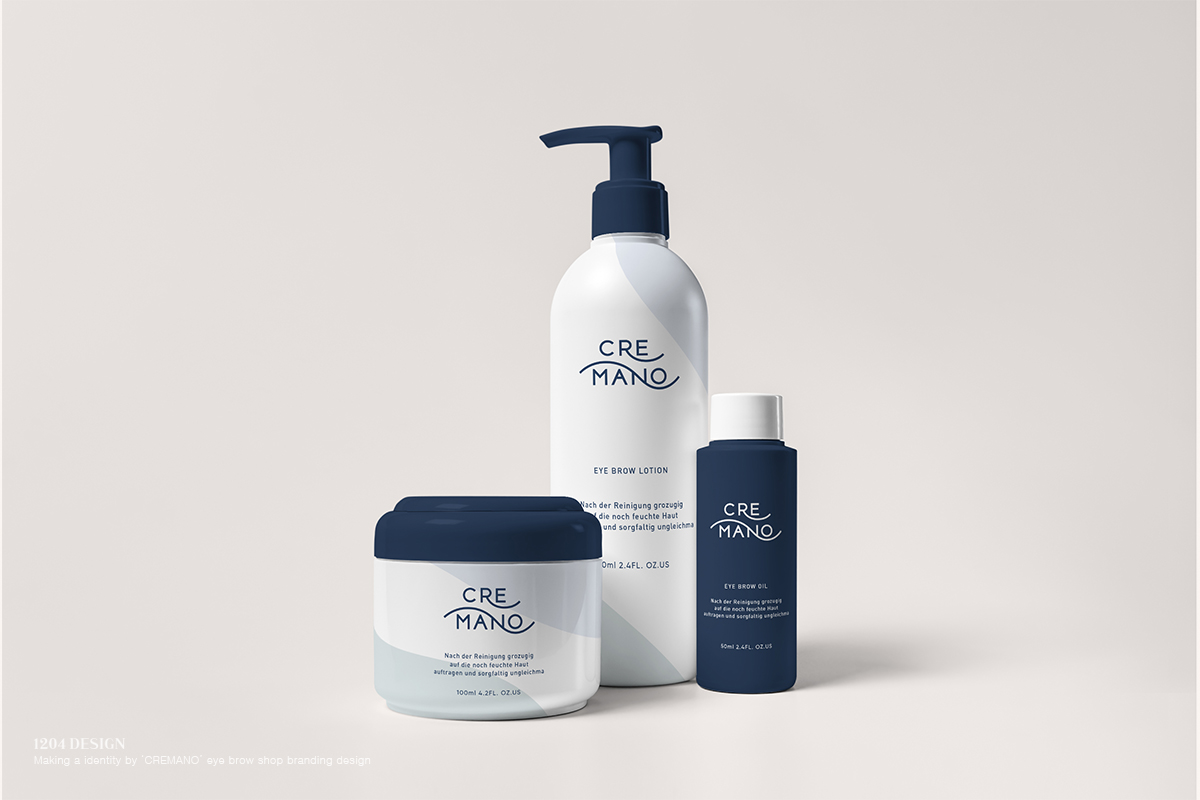 CRE
MANO
EYE BROW LOTION
Nach der Reinigung grozugig
die noch feuchte Haut
und sorgfaltig ungleichma
0ml 2.4FL. OZ.US
CRE
MANO
EYE BROW OIL
Nach der Reinigung grozugig
auf die noch feuchte Haut
auftragen und sorgfaltig ungleichma
50ml 2.4FL. OZ.US
CRE
MANO
Nach der Reinigung grozugig
auf die noch feuchte Haut
auftragen und sorgfaltig ungleichma
100ml 4.2FL. OZ.US
1204 DESIGN
Making a identity by "CREMANO" eye brow shop branding design